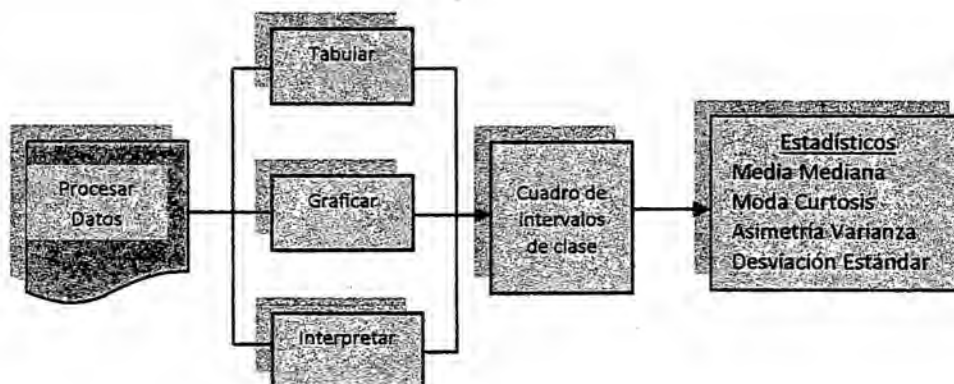 Procesar
Datos
Tabular
Graficar
Interpretar
Cuadro de
intervalos
de clase
Estadísticos
Media Mediana
Moda Curtosis
Asimetría Varianza
Desviación Estándar